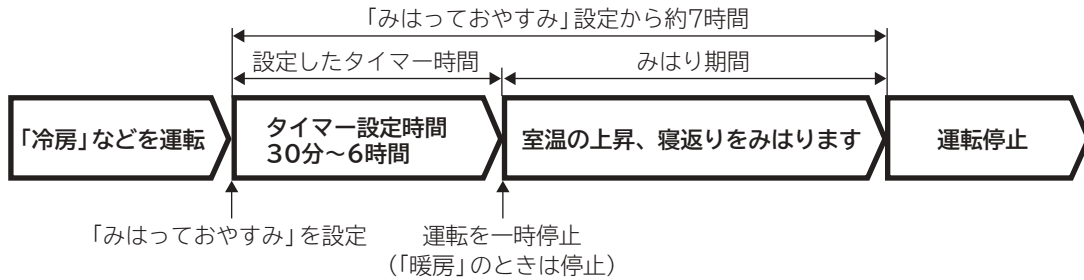 「みはっておやすみ」設定から約7時間
設定したタイマー時間
みはり期間
「冷房」などを運転
タイマー設定時間
30分～6時間
室温の上昇、寝返りをみはります
運転停止
「みはっておやすみ」を設定
運転を一時停止
（「暖房」のときは停止）